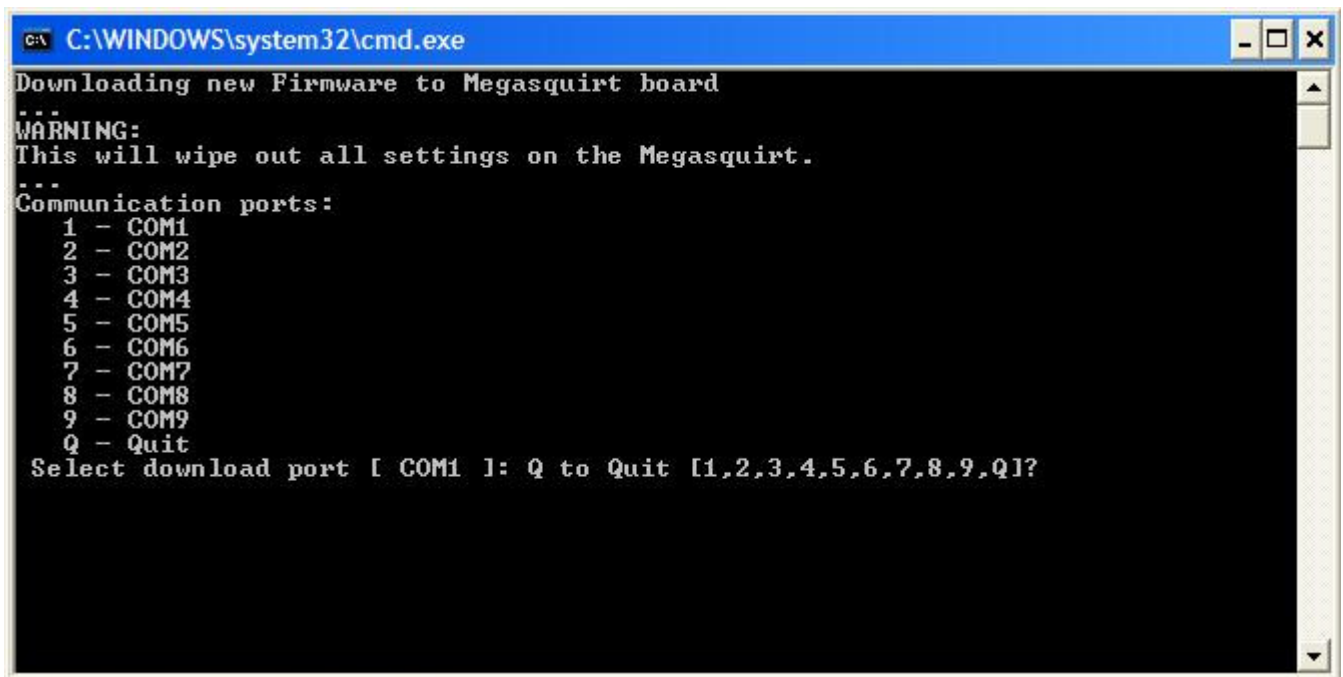 C:\WINDOWS\system32\cmd.exe
Downloading new Firmware to Megasquirt board
...
WARNING:
This will wipe out all settings on the Megasquirt.
...
Communication ports:
1 - COM1
2 - COM2
3 - COM3
4 - COM4
5 - COM5
6 - COM6
7 - COM7
8 - COM8
9 - COM9
Q - Quit
Select download port [ COM1 ]: Q to Quit [1,2,3,4,5,6,7,8,9,Q]?